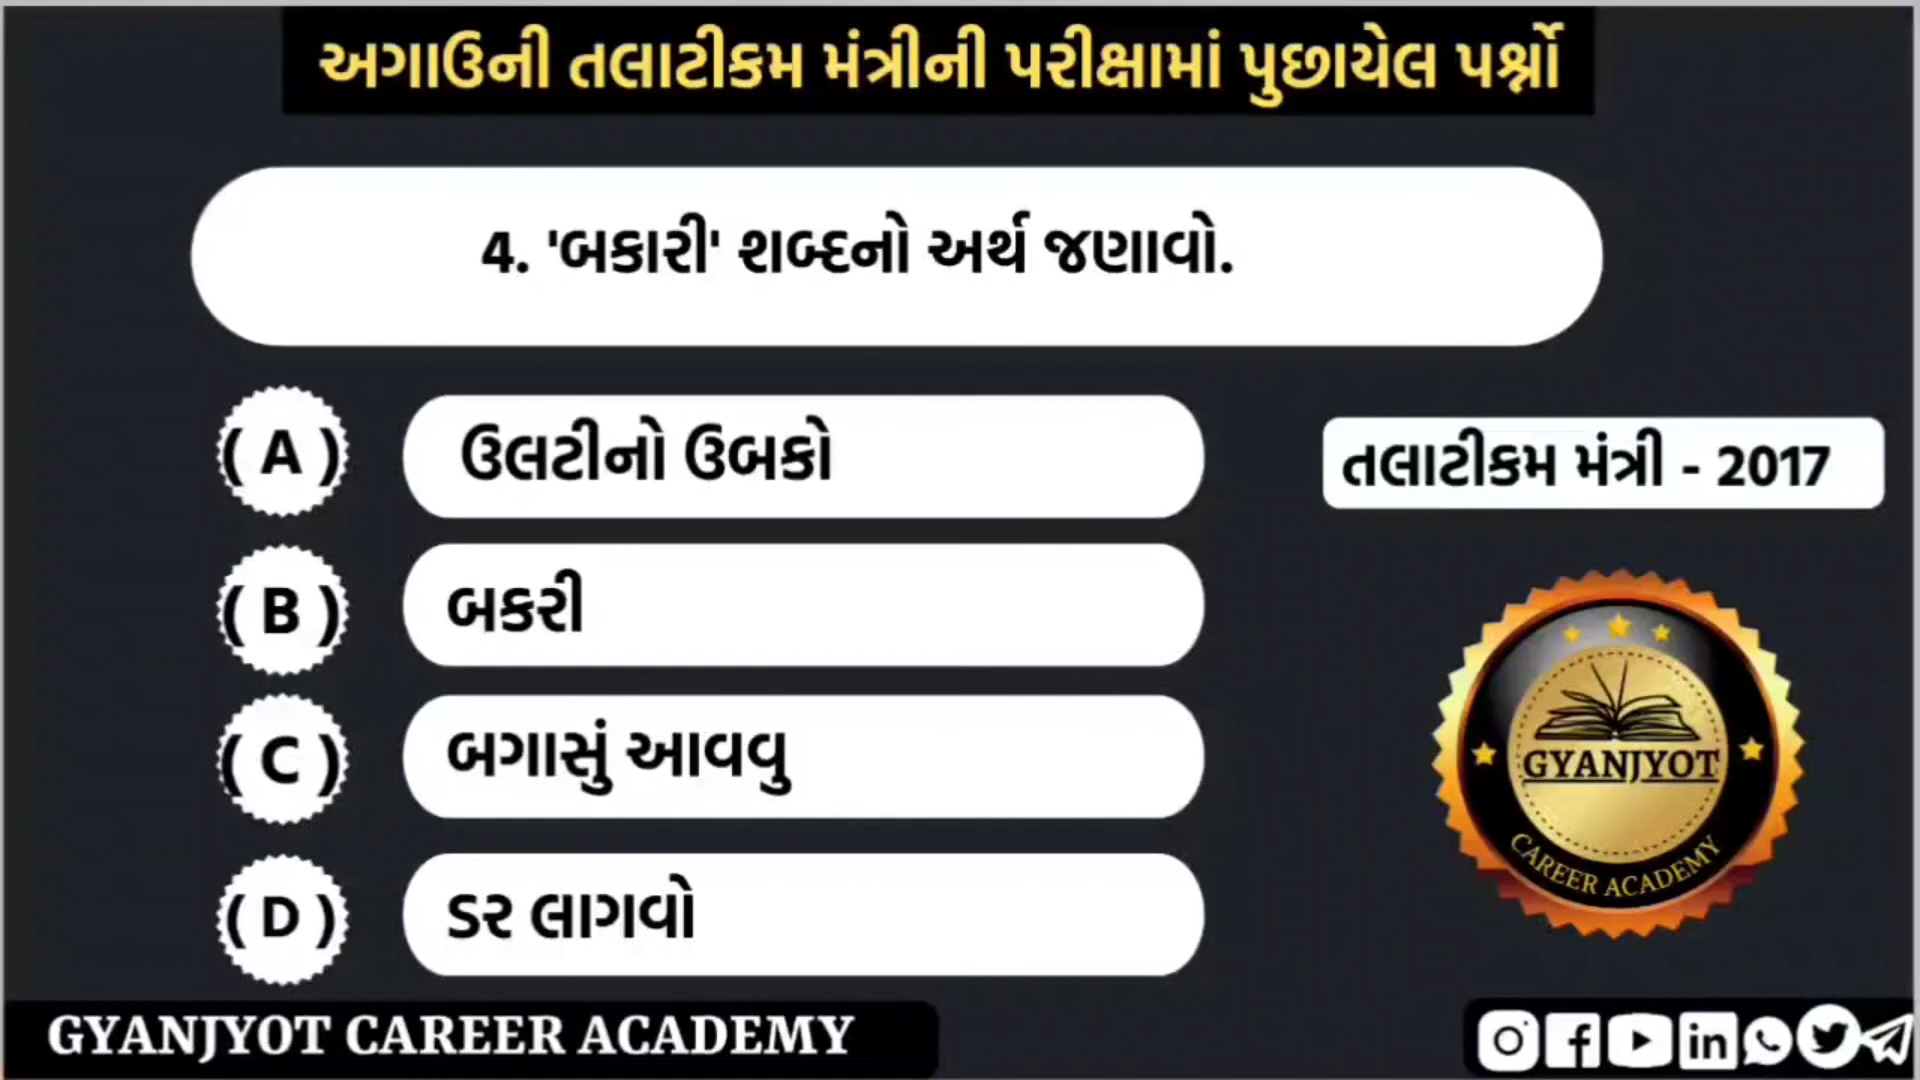 અગાઉની તલાટીકમ મંત્રીની પરીક્ષામાં પુછાયેલ પર્શ્નો
4. 'બકારી' શબ્દનો અર્થ જણાવો.
( A ) ઉલટીનો ઉબકો
તલાટીકમ મંત્રી - 2017
( B ) બકરી
( C ) બગાસું આવવુ
( D ) ડર લાગવો
GYANJYOT
CAREER ACADEMY
GYANJYOT CAREER ACADEMY